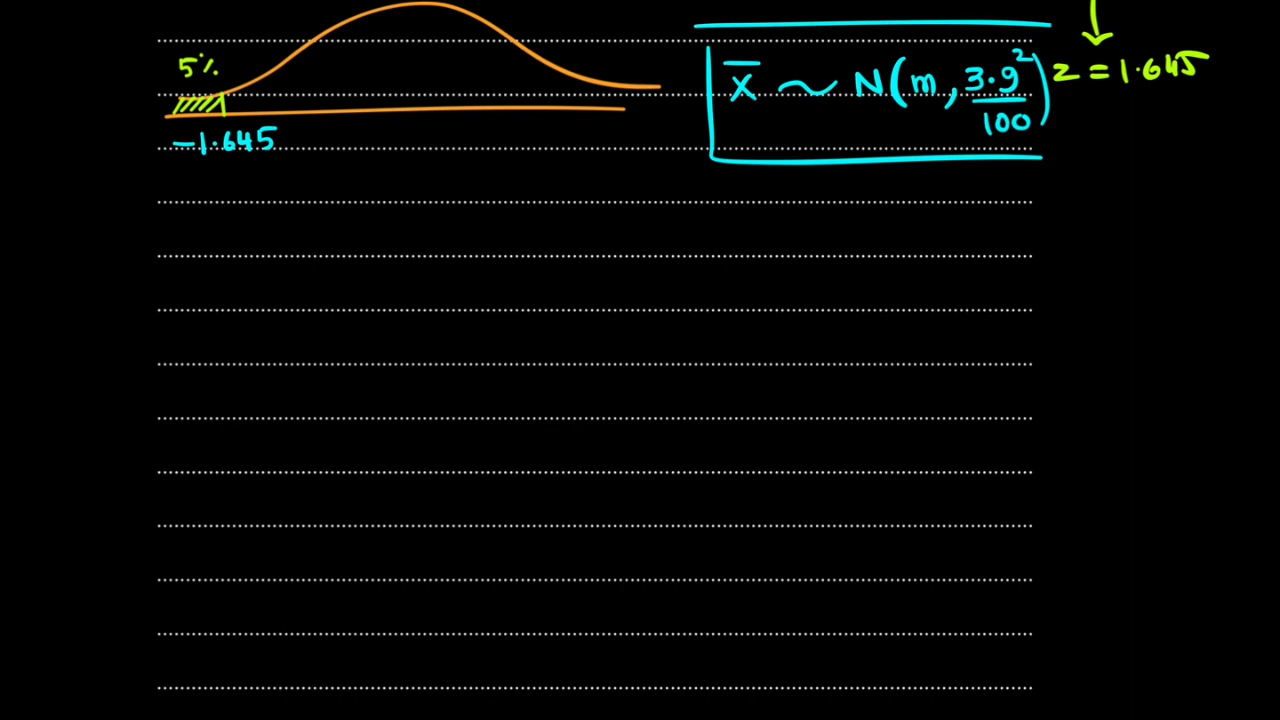 5%
-1.645
X̄ ~ N(m, 3.9²/100)
z = 1.645